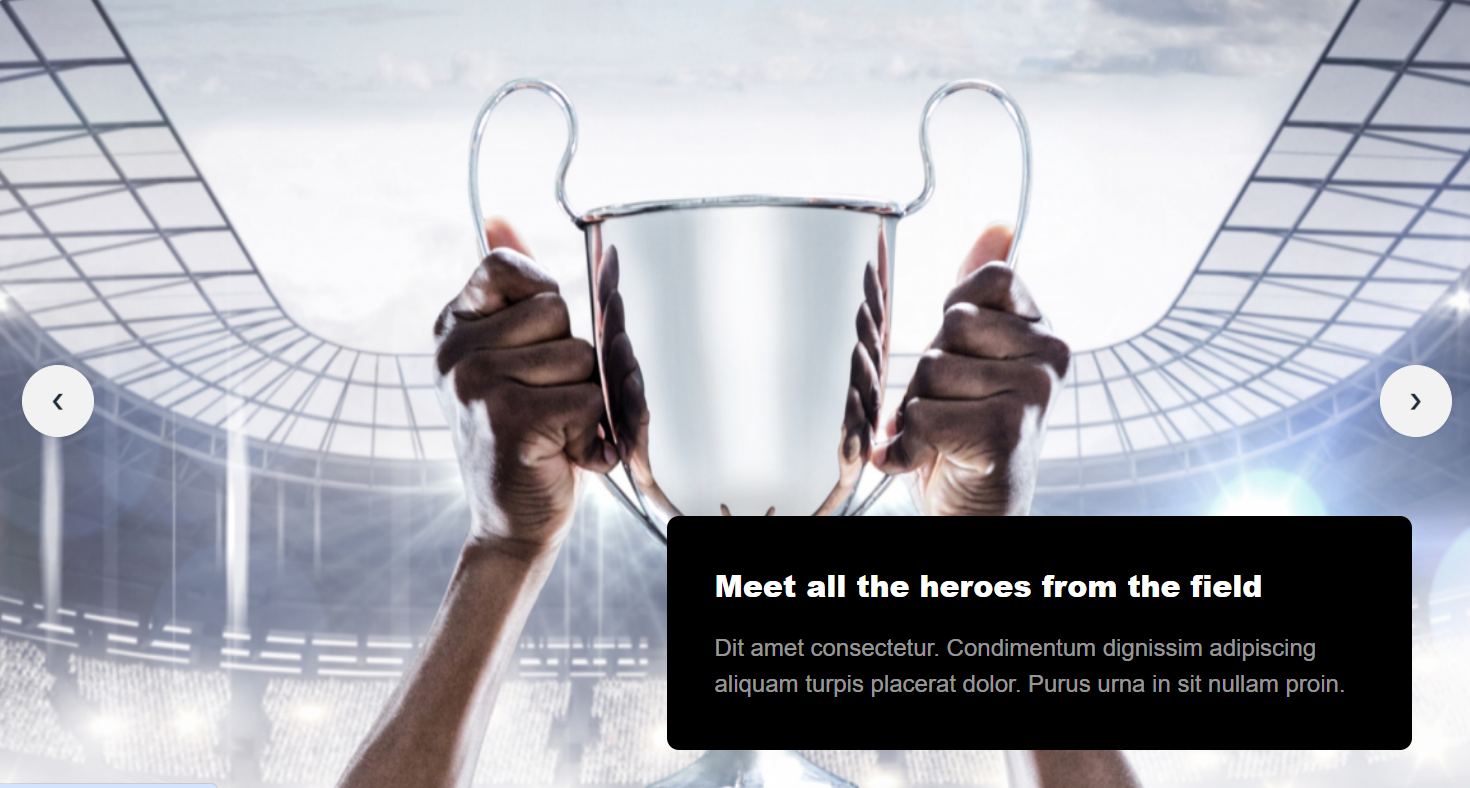 Meet all the heroes from the field
Dit amet consectetur. Condimentum dignissim adipiscing
aliquam turpis placerat dolor. Purus urna in sit nullam proin.